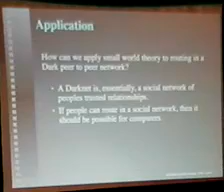 Application
How can we apply small world theory to routing in a
Dark peer to peer network?
• A Darknet is, essentially, a social network of
peoples trusted relationships.
• If people can route in a social network, then it
should be possible for computers.